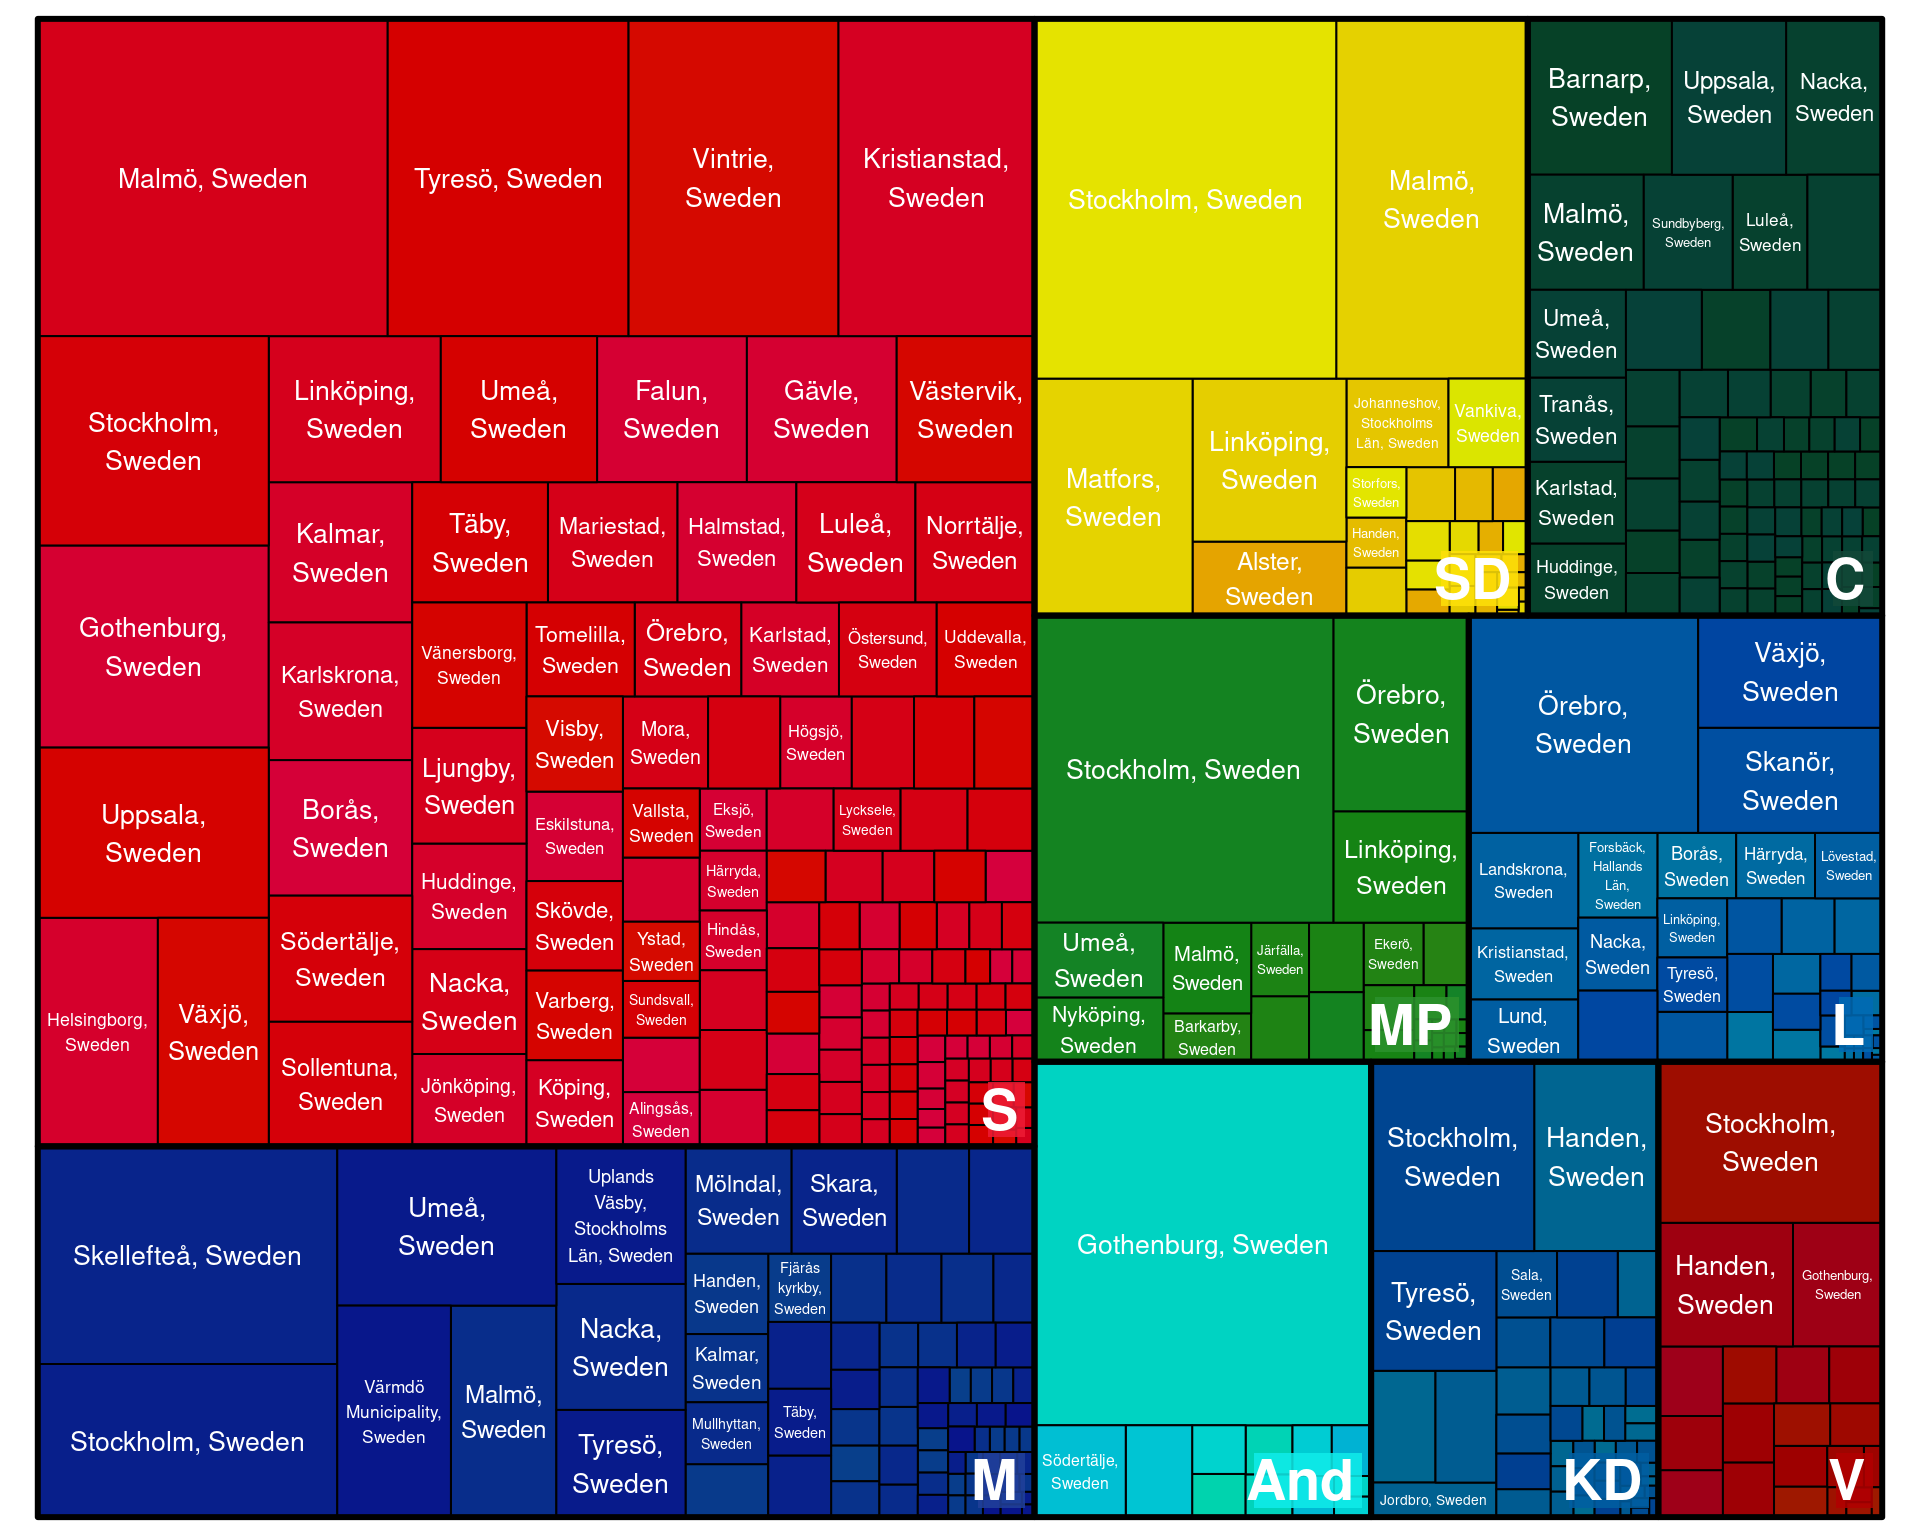 Malmö, Sweden
Tyresö, Sweden
Vintrie,
Sweden
Kristianstad,
Sweden
Stockholm,
Sweden
Linköping,
Sweden
Umeå,
Sweden
Falun,
Sweden
Gävle,
Sweden
Västervik,
Sweden
Gothenburg,
Sweden
Kalmar,
Sweden
Täby,
Sweden
Mariestad,
Sweden
Halmstad,
Sweden
Luleå,
Sweden
Norrtälje,
Sweden
Karlskrona,
Sweden
Vänersborg,
Sweden
Tomelilla,
Sweden
Örebro,
Sweden
Karlstad,
Sweden
Östersund,
Sweden
Uddevalla,
Sweden
Uppsala,
Sweden
Borås,
Sweden
Ljungby,
Sweden
Visby,
Sweden
Mora,
Sweden
Högsjö,
Sweden
Eskilstuna,
Sweden
Vallsta,
Sweden
Eksjö,
Sweden
Lycksele,
Sweden
Huddinge,
Sweden
Härryda,
Sweden
Helsingborg,
Sweden
Växjö,
Sweden
Södertälje,
Sweden
Skövde,
Sweden
Ystad,
Sweden
Hindås,
Sweden
Nacka,
Sweden
Varberg,
Sweden
Sundsvall,
Sweden
Sollentuna,
Sweden
Jönköping,
Sweden
Köping,
Sweden
Alingsås,
Sweden
S
Stockholm, Sweden
Malmö,
Sweden
Matfors,
Sweden
Linköping,
Sweden
Johanneshov,
Stockholms
Län, Sweden
Vankiva,
Sweden
Storfors,
Sweden
Handen,
Sweden
Alster,
Sweden
SD
Barnarp,
Sweden
Uppsala,
Sweden
Nacka,
Sweden
Malmö,
Sweden
Sundbyberg,
Sweden
Luleå,
Sweden
Umeå,
Sweden
Tranås,
Sweden
Karlstad,
Sweden
Huddinge,
Sweden
C
Stockholm, Sweden
Örebro,
Sweden
Linköping,
Sweden
Umeå,
Sweden
Malmö,
Sweden
Järfälla,
Sweden
Ekerö,
Sweden
Nyköping,
Sweden
Barkarby,
Sweden
MP
Örebro,
Sweden
Växjö,
Sweden
Skanör,
Sweden
Landskrona,
Sweden
Forsbäck,
Hallands
Län,
Sweden
Borås,
Sweden
Härryda,
Sweden
Lövestad,
Sweden
Kristianstad,
Sweden
Nacka,
Sweden
Linköping,
Sweden
Tyresö,
Sweden
Lund,
Sweden
L
Skellefteå, Sweden
Umeå,
Sweden
Uplands
Väsby,
Stockholms
Län, Sweden
Mölndal,
Sweden
Skara,
Sweden
Stockholm, Sweden
Värmdö
Municipality,
Sweden
Malmö,
Sweden
Nacka,
Sweden
Tyresö,
Sweden
Handen,
Sweden
Fjärås
kyrkby,
Sweden
Kalmar,
Sweden
Mullhyttan,
Sweden
Täby,
Sweden
M
Gothenburg, Sweden
Södertälje,
Sweden
And
Stockholm,
Sweden
Handen,
Sweden
Tyresö,
Sweden
Sala,
Sweden
Jordbro, Sweden
KD
Stockholm,
Sweden
Handen,
Sweden
Gothenburg,
Sweden
V